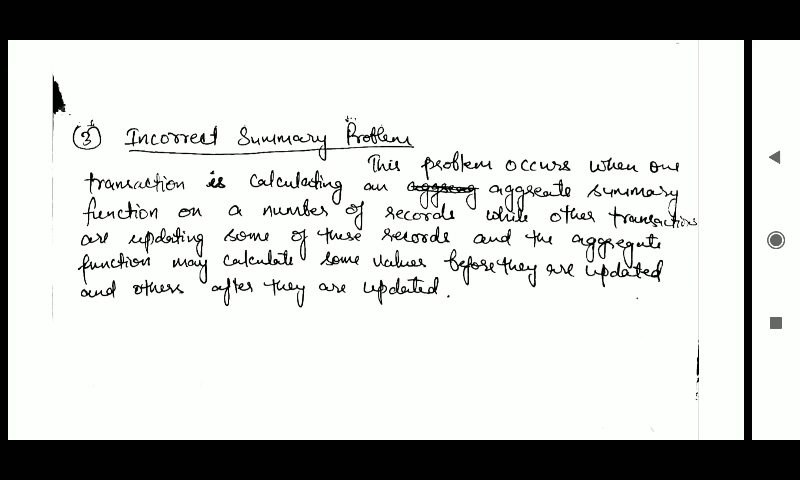 ③ Incorrect Summary Problem
This problem occurs when one
transaction is calculating an aggreate summary
function on a number of records while other transactions
are updating some of these records and the aggregate
function may calculate some values before they are updated
and others after they are updated.